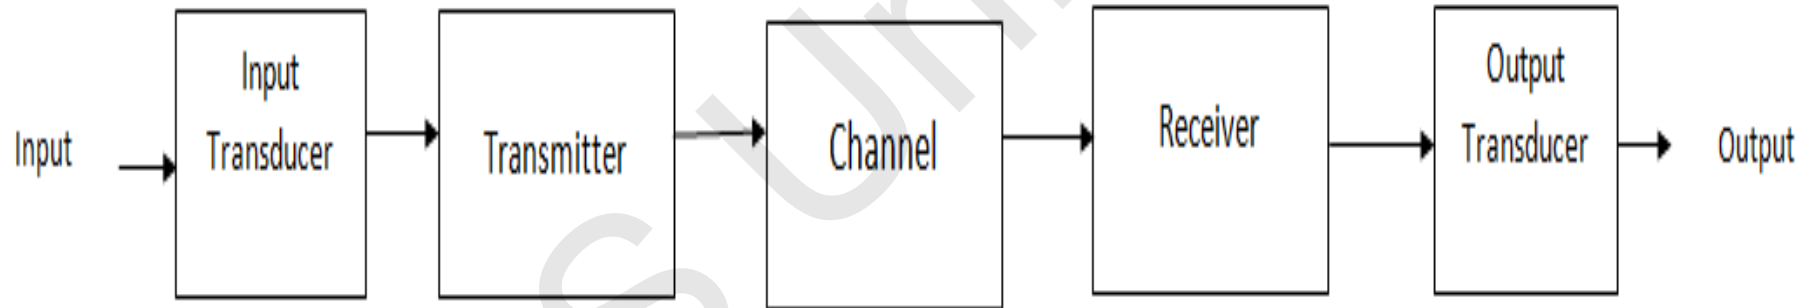 Input
Input
Transducer
Transmitter
Channel
Receiver
Output
Transducer
Output